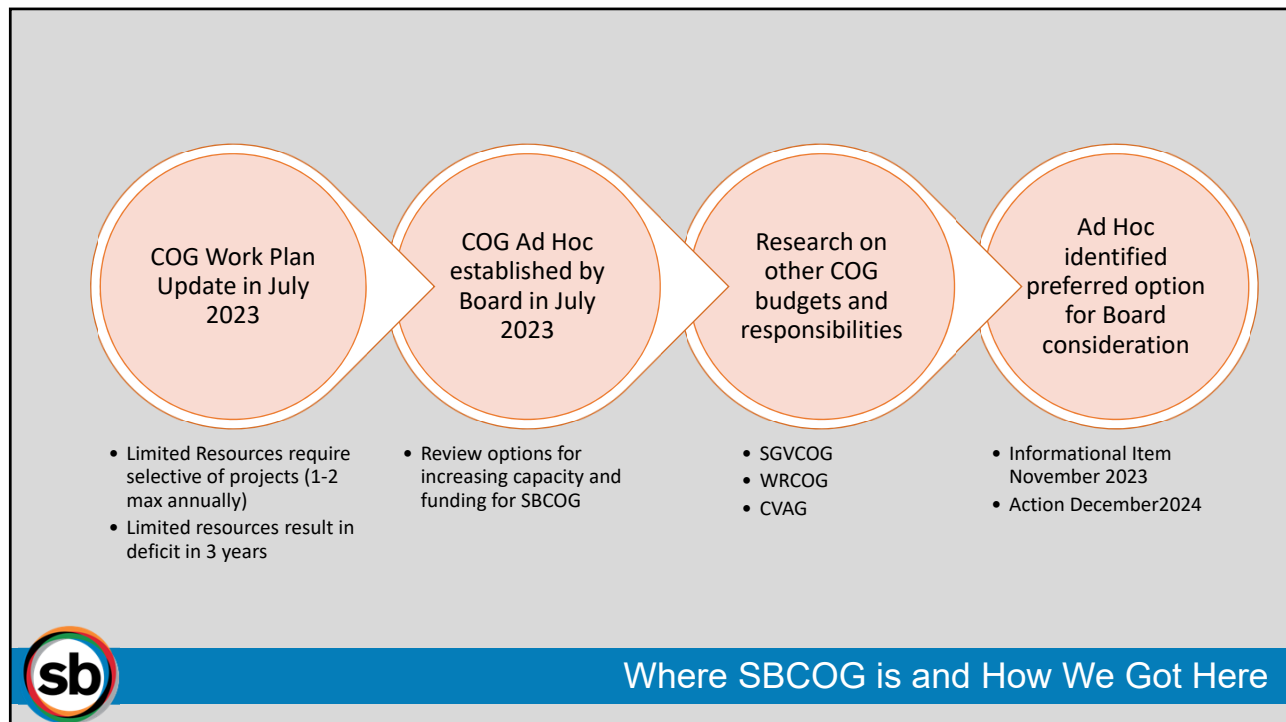 COG Work Plan
Update in July
2023
COG Ad Hoc
established by
Board in July
2023
Research on
other COG
budgets and
responsibilities
Ad Hoc
identified
preferred option
for Board
consideration
• Limited Resources require
selective of projects (1-2
max annually)
• Limited resources result in
deficit in 3 years
• Review options for
increasing capacity and
funding for SBCOG
• SGVCOG
• WRCOG
• CVAG
• Informational Item
November 2023
• Action December2024
sb
Where SBCOG is and How We Got Here